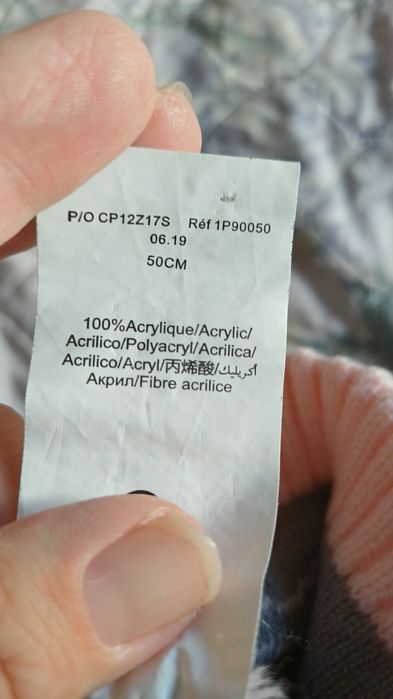 P/O CP12Z17S Réf 1P90050
06.19
50CM
100%Acrylique/Acrylic/
Acrilico/Polyacryl/Acrilica/
Acrilico/Acryl/丙烯酸/أكريليك/
Акрил/Fibre acrilice